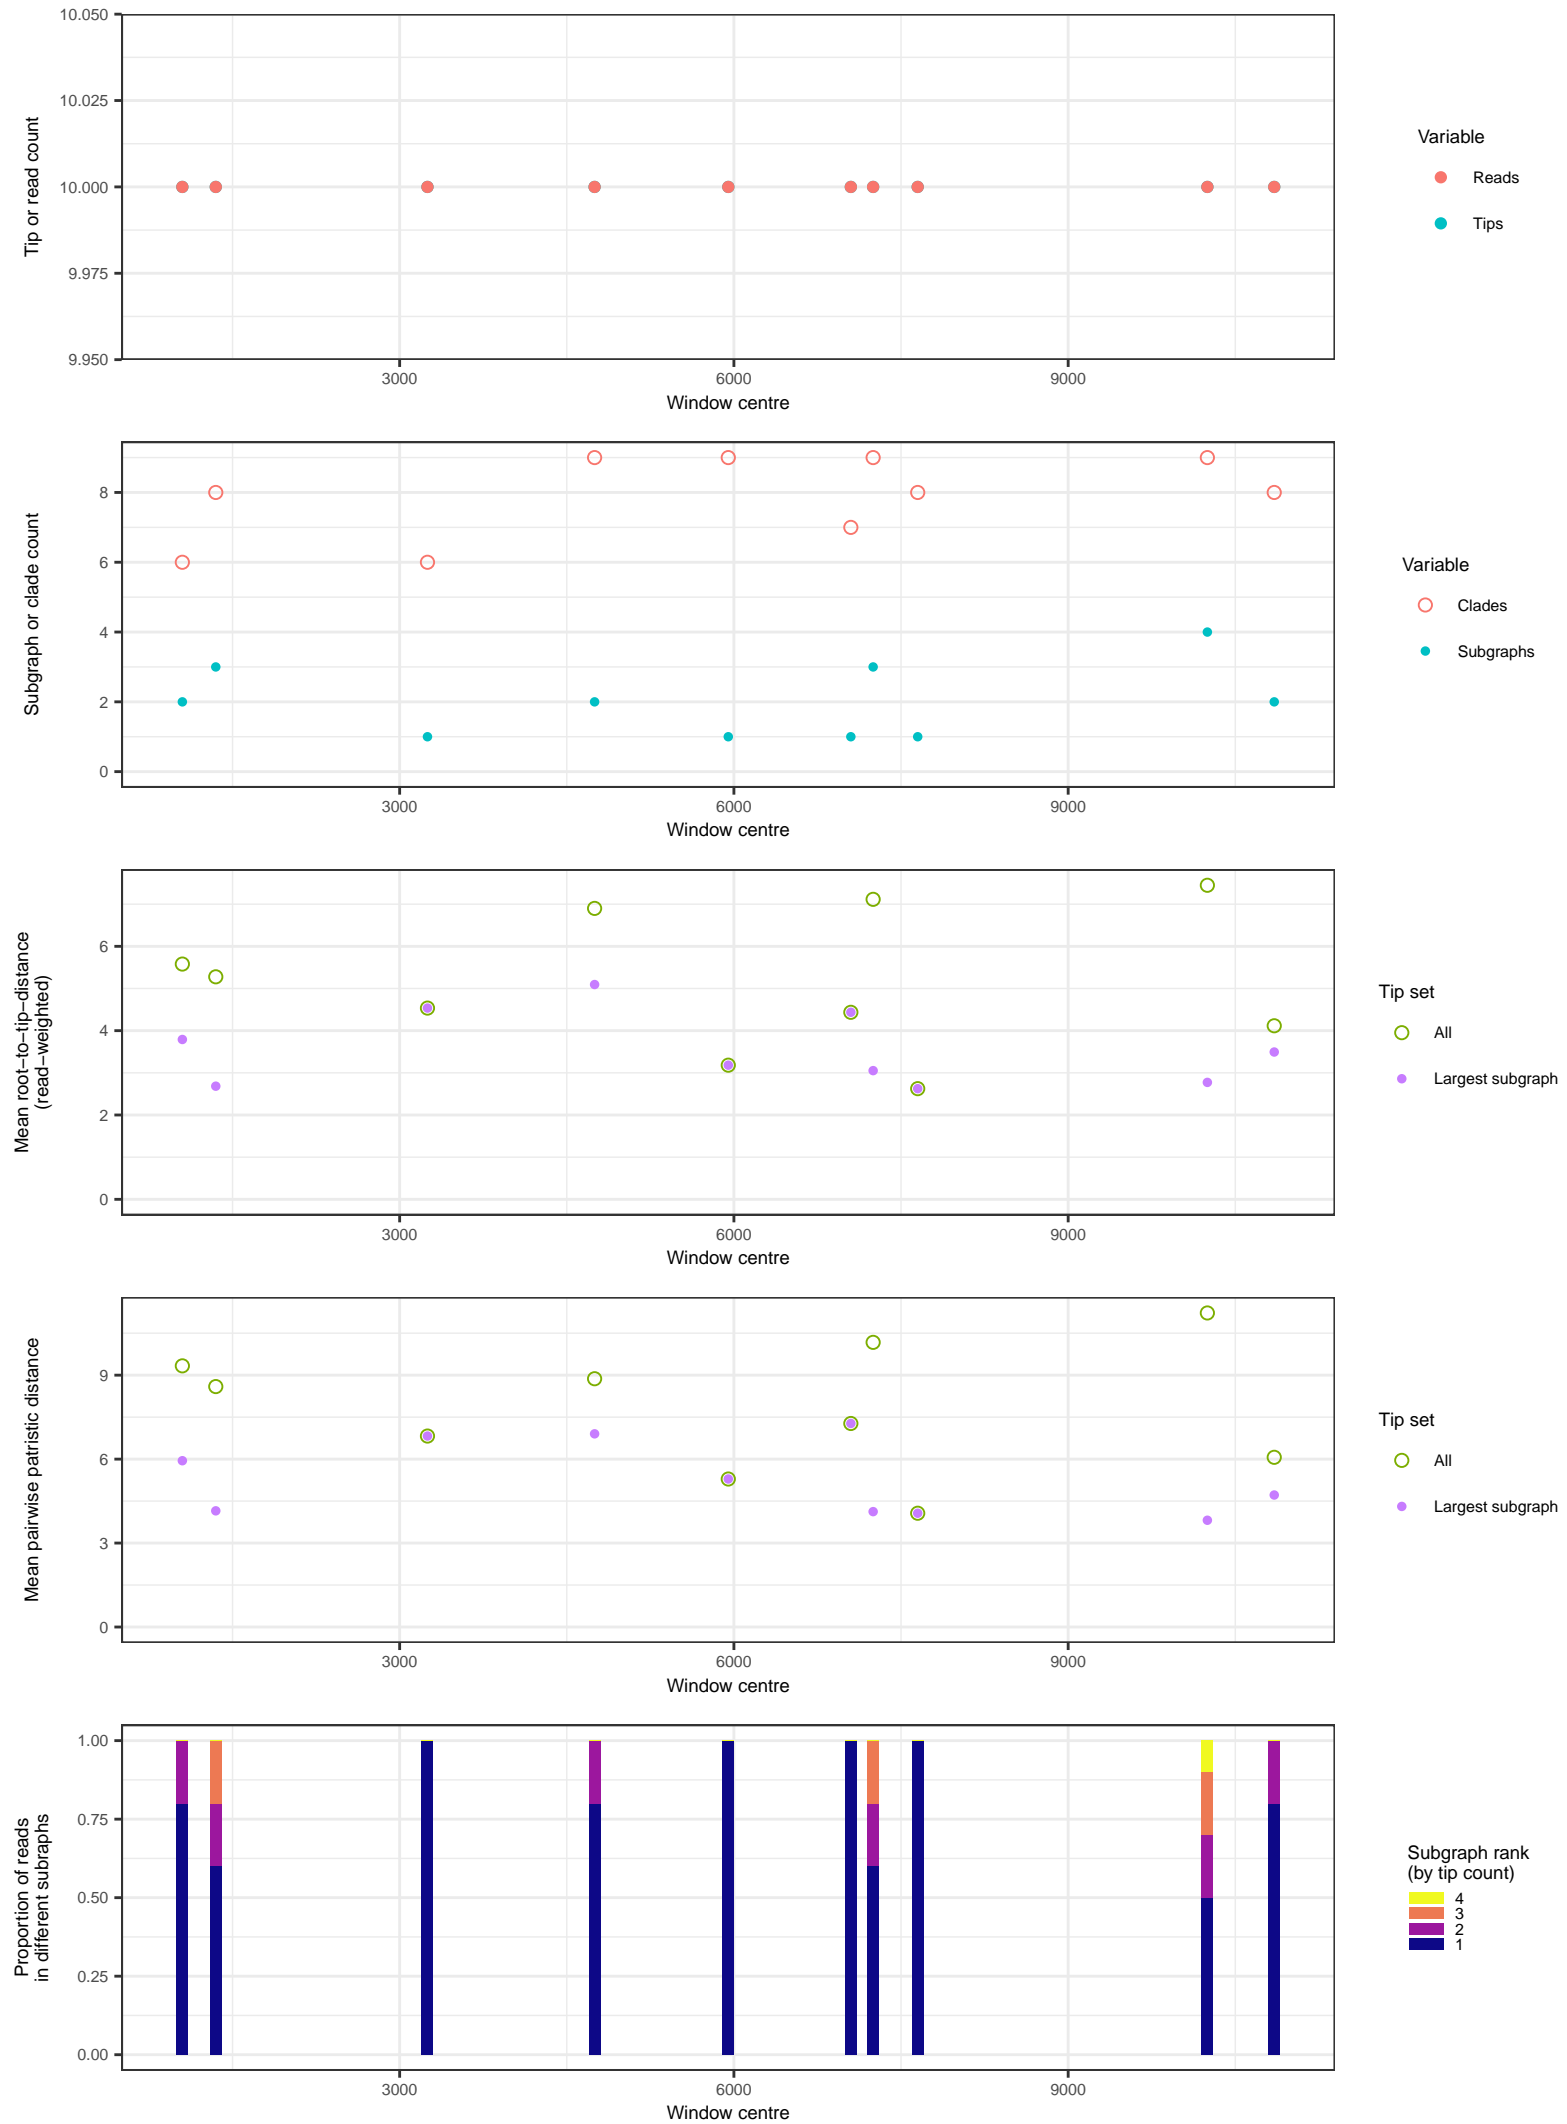 10.050
10.025
10.000
9.975
9.950
Tip or read count
3000 6000 9000
Window centre
Variable
Reads
Tips
8
6
4
2
0
Subgraph or clade count
3000 6000 9000
Window centre
Variable
Clades
Subgraphs
6
4
2
0
Mean root−to−tip−distance
(read−weighted)
3000 6000 9000
Window centre
Tip set
All
Largest subgraph
9
6
3
0
Mean pairwise patristic distance
3000 6000 9000
Window centre
Tip set
All
Largest subgraph
1.00
0.75
0.50
0.25
0.00
Proportion of reads
in different subraphs
3000 6000 9000
Window centre
Subgraph rank
(by tip count)
4
3
2
1